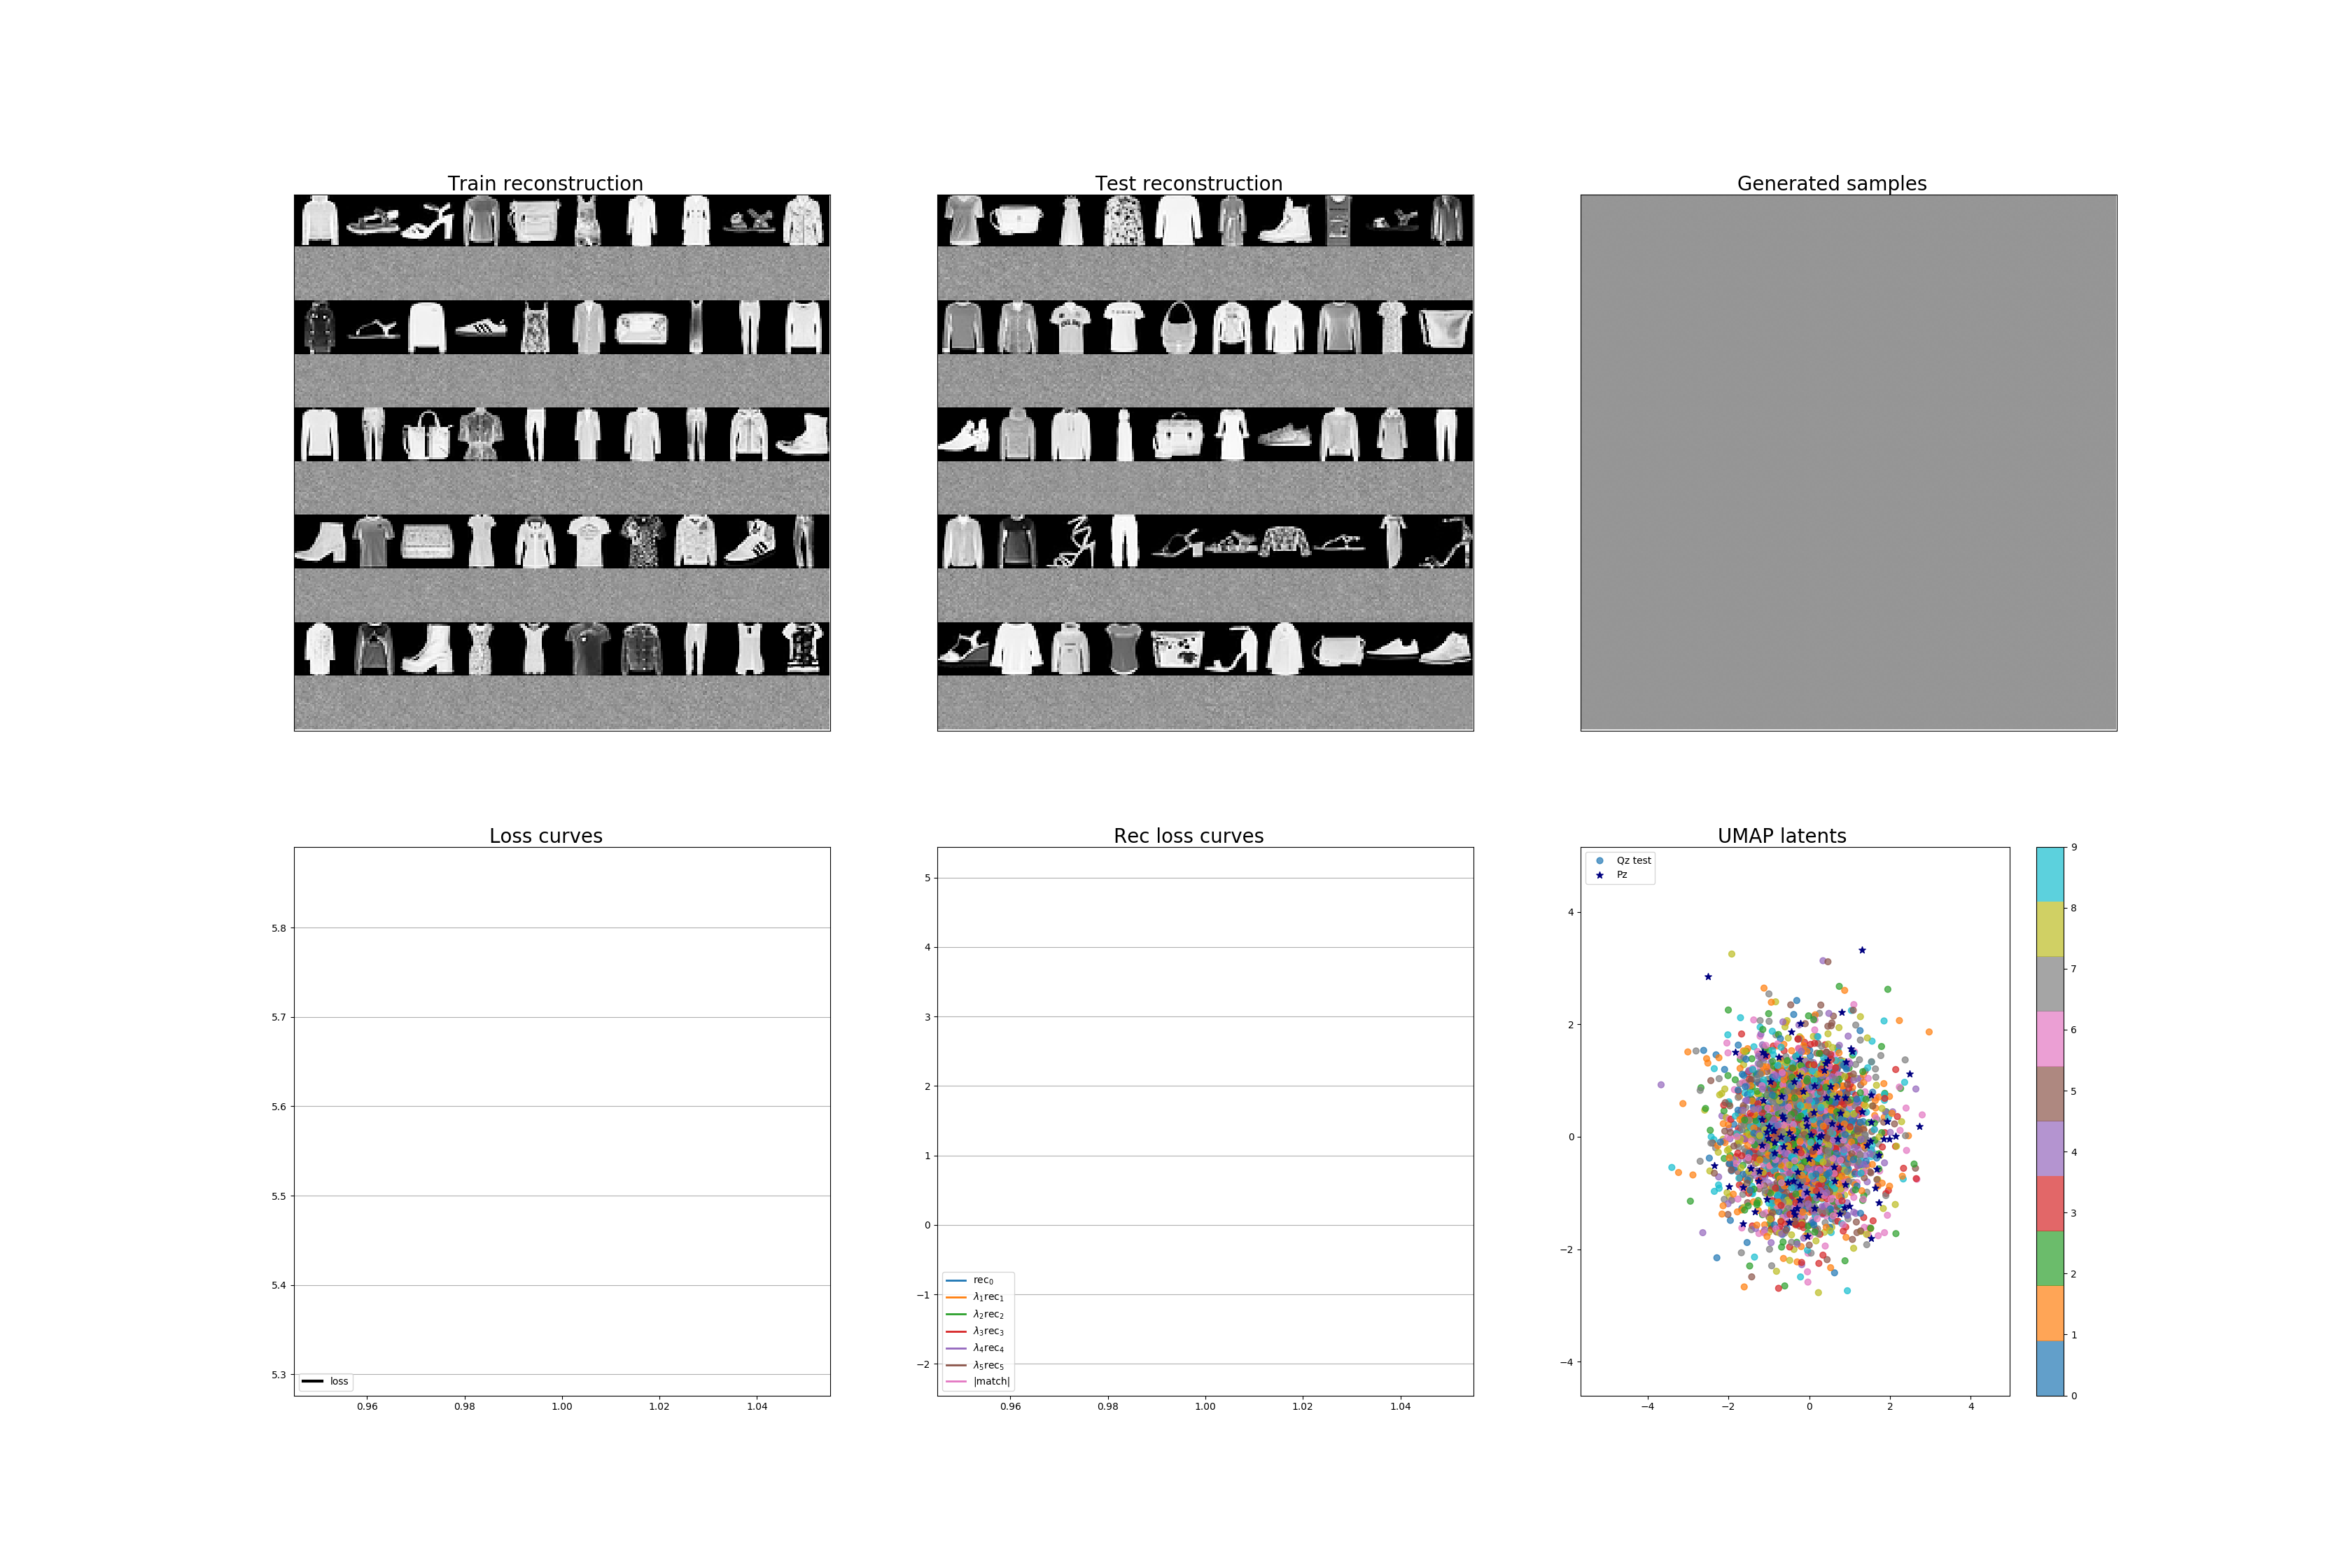 Train reconstruction
Test reconstruction
Generated samples
Loss curves
5.8
5.7
5.6
5.5
5.4
5.3
loss
0.96 0.98 1.00 1.02 1.04
Rec loss curves
5
4
3
2
1
0
−1
−2
rec₀
λ₁rec₁
λ₂rec₂
λ₃rec₃
λ₄rec₄
λ₅rec₅
|match|
0.96 0.98 1.00 1.02 1.04
UMAP latents
Qz test
Pz
4
2
0
−2
−4
−4 −2 0 2 4
9
8
7
6
5
4
3
2
1
0